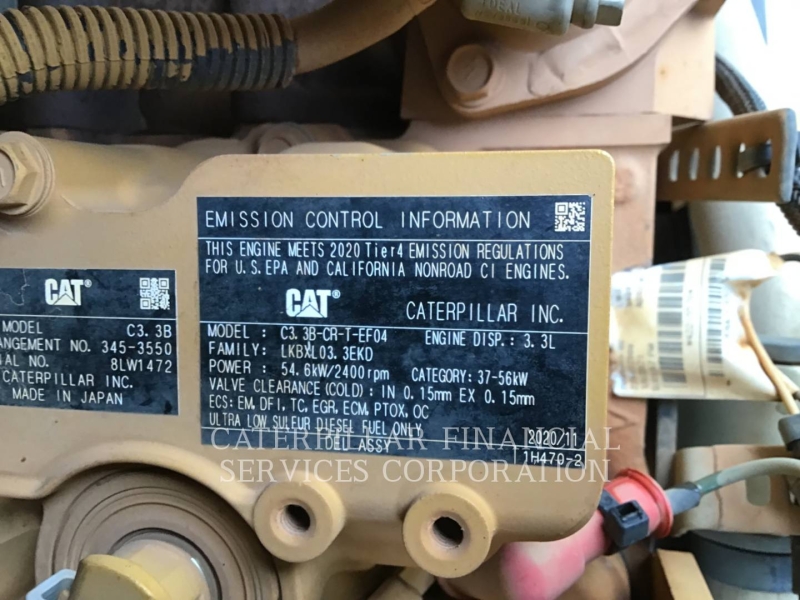 EMISSION CONTROL INFORMATION
THIS ENGINE MEETS 2020 Tier4 EMISSION REGULATIONS
FOR U.S. EPA AND CALIFORNIA NONROAD CI ENGINES.
CAT® CATERPILLAR INC.
MODEL : C3.3B-CR-T-EF04 ENGINE DISP.: 3.3L
FAMILY: LKBXL03.3EKD
POWER : 54.6kW/2400rpm CATEGORY: 37-56kW
VALVE CLEARANCE (COLD) : IN 0.15mm EX 0.15mm
ECS: EM, DFI, TC, EGR, ECM, PTOX, OC
ULTRA LOW SULFUR DIESEL FUEL ONLY
DEL ASSY 2020/11
1H470-2
CAT®
MODEL C3.3B
ANGEMENT NO. 345-3550
IAL NO. 8LW1472
CATERPILLAR INC.
MADE IN JAPAN
CATERPILLAR FINANCIAL
SERVICES CORPORATION